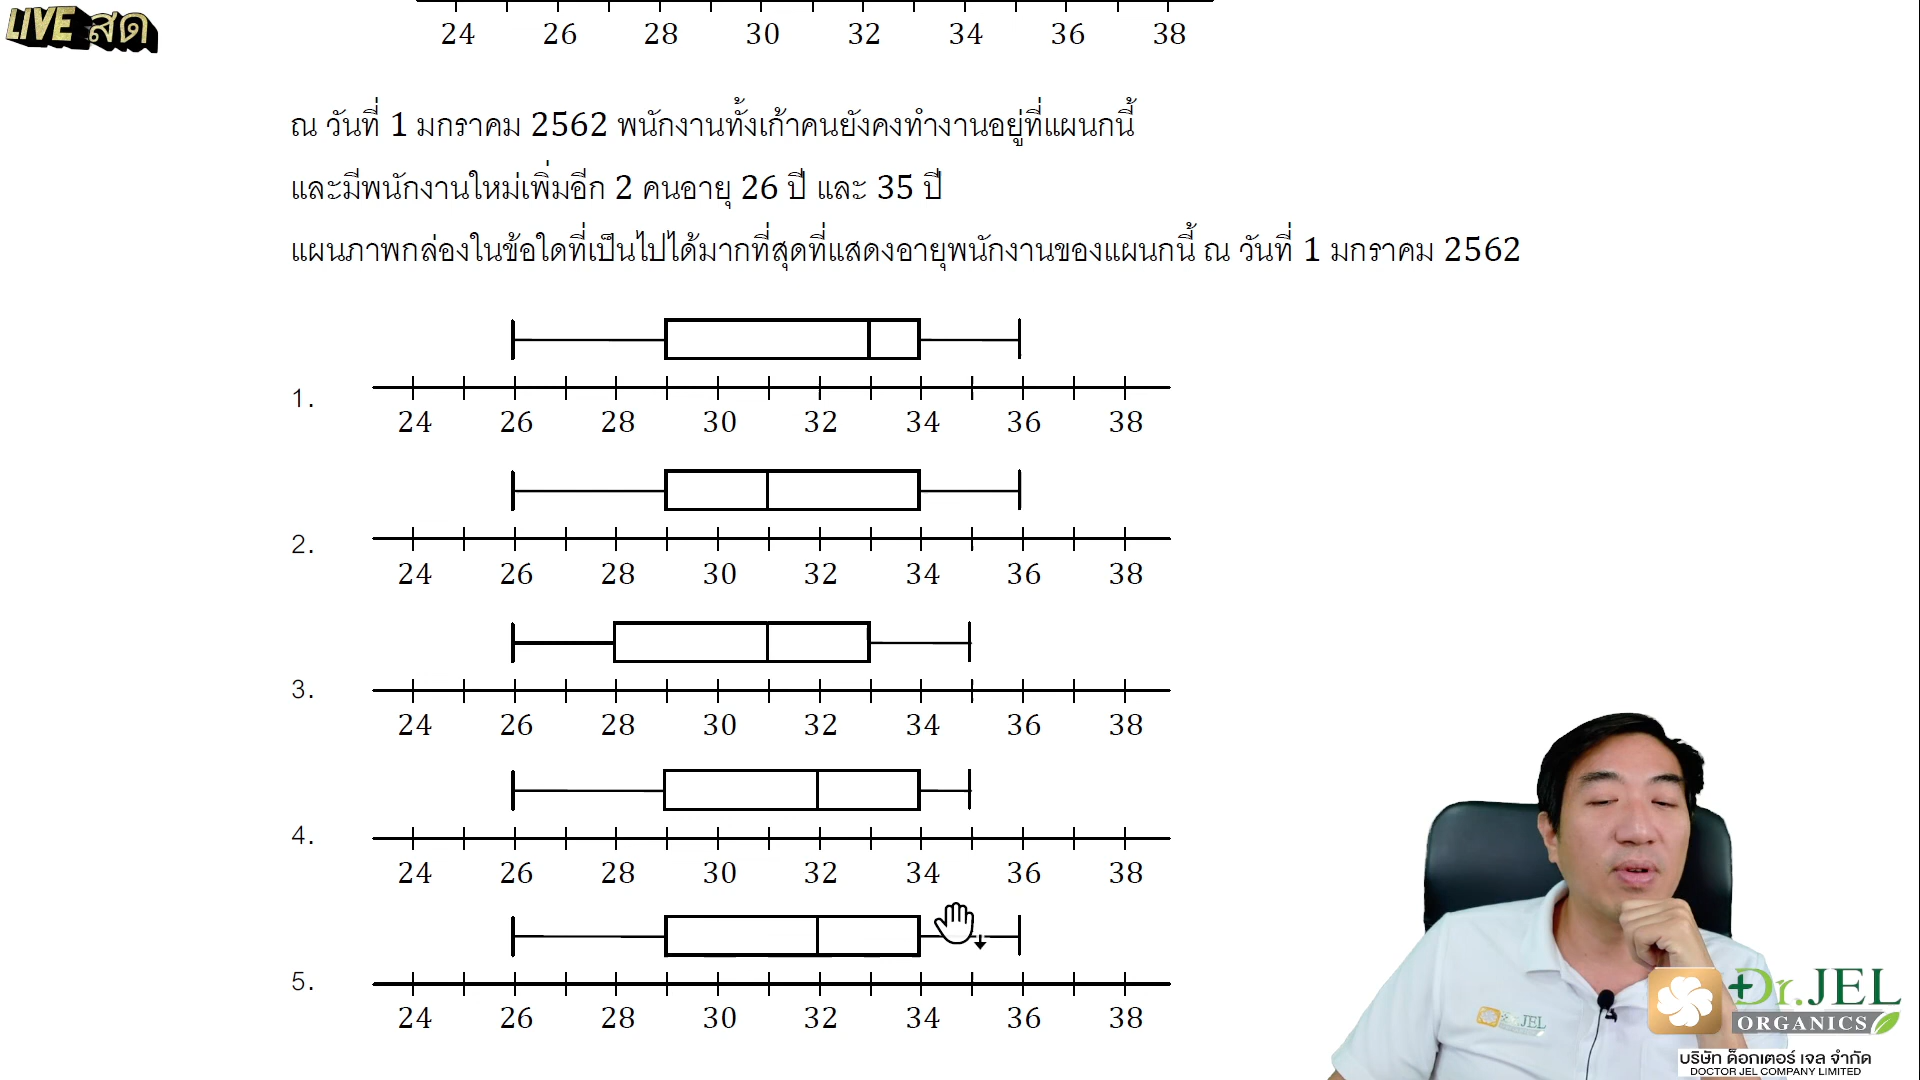 LIVE สด
24 26 28 30 32 34 36 38
ณ วันที่ 1 มกราคม 2562 พนักงานทั้งเก้าคนยังคงทำงานอยู่ที่แผนกนี้
และมีพนักงานใหม่เพิ่มอีก 2 คนอายุ 26 ปี และ 35 ปี
แผนภาพกล่องในข้อใดที่เป็นไปได้มากที่สุดที่แสดงอายุพนักงานของแผนกนี้ ณ วันที่ 1 มกราคม 2562
1.
24 26 28 30 32 34 36 38
2.
24 26 28 30 32 34 36 38
3.
24 26 28 30 32 34 36 38
4.
24 26 28 30 32 34 36 38
5.
24 26 28 30 32 34 36 38
Dr.JEL
ORGANICS
บริษัท ด็อกเตอร์ เจล จำกัด
DOCTOR JEL COMPANY LIMITED